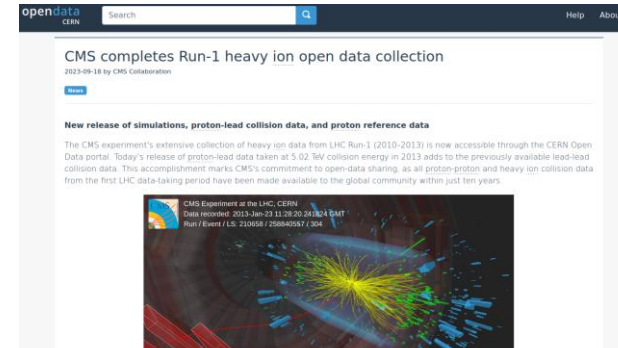 opendata
CERN
Search
Help
Abou
CMS completes Run-1 heavy ion open data collection
2023-09-18 by CMS Collaboration
News
New release of simulations, proton-lead collision data, and proton reference data
The CMS experiment's extensive collection of heavy ion data from LHC Run-1 (2010–2013) is now accessible through the CERN Open
Data portal. Today's release of proton-lead data taken at 5.02 TeV collision energy in 2013 adds to the previously available lead-lead
collision data. This accomplishment marks CMS's commitment to open-data sharing, as all proton-proton and heavy ion collision data
from the first LHC data-taking period have been made available to the global community within just ten years.
CMS Experiment at the LHC, CERN
Data recorded: 2013-Jan-23 11:28:20.241824 GMT
Run / Event / LS: 210658 / 258840557 / 304